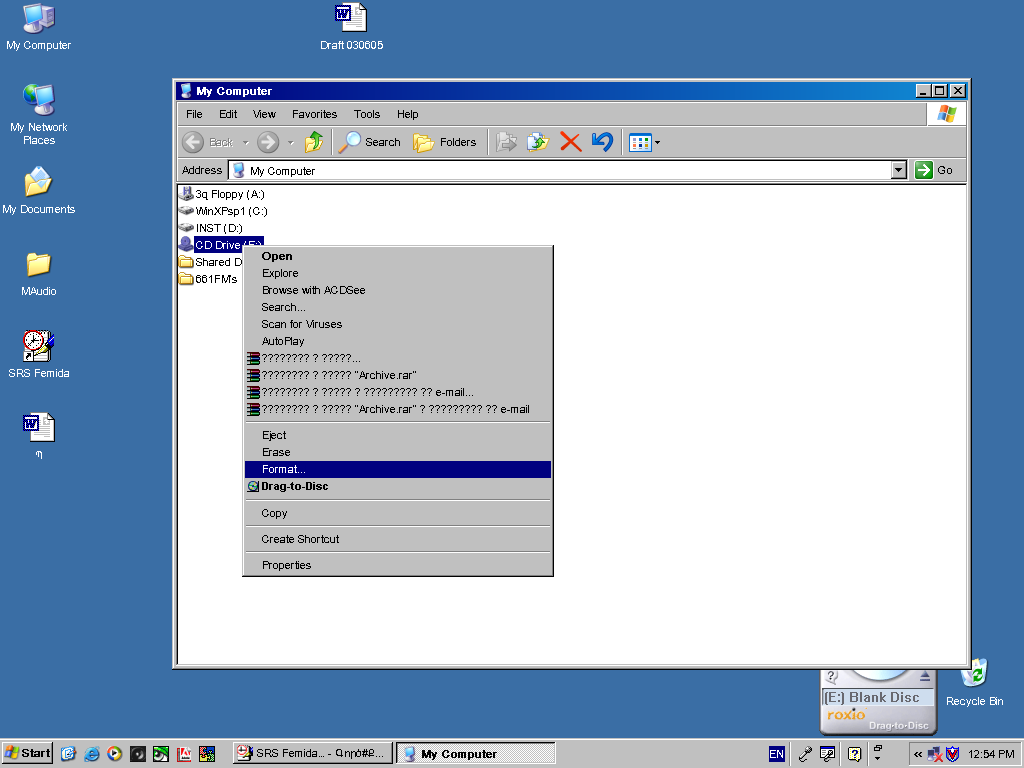 My Computer
Draft 030605
My Network
Places
My Documents
MAudio
SRS Femida
դ
My Computer
File Edit View Favorites Tools Help
Back Search Folders
Address My Computer Go
3q Floppy (A:)
WinXPsp1 (C:)
INST (D:)
CD Drive (E:)
Shared D
661FM's
Open
Explore
Browse with ACDSee
Search...
Scan for Viruses
AutoPlay
???????? ? ?????...
???????? ? ????? "Archive.rar"
???????? ? ????? ? ????????? ?? e-mail...
???????? ? ????? "Archive.rar" ? ????????? ?? e-mail
Eject
Erase
Format...
Drag-to-Disc
Copy
Create Shortcut
Properties
(E:) Blank Disc
roxio
Drag-to-Disc
Recycle Bin
Start SRS Femida... - My Computer EN « 12:54 PM